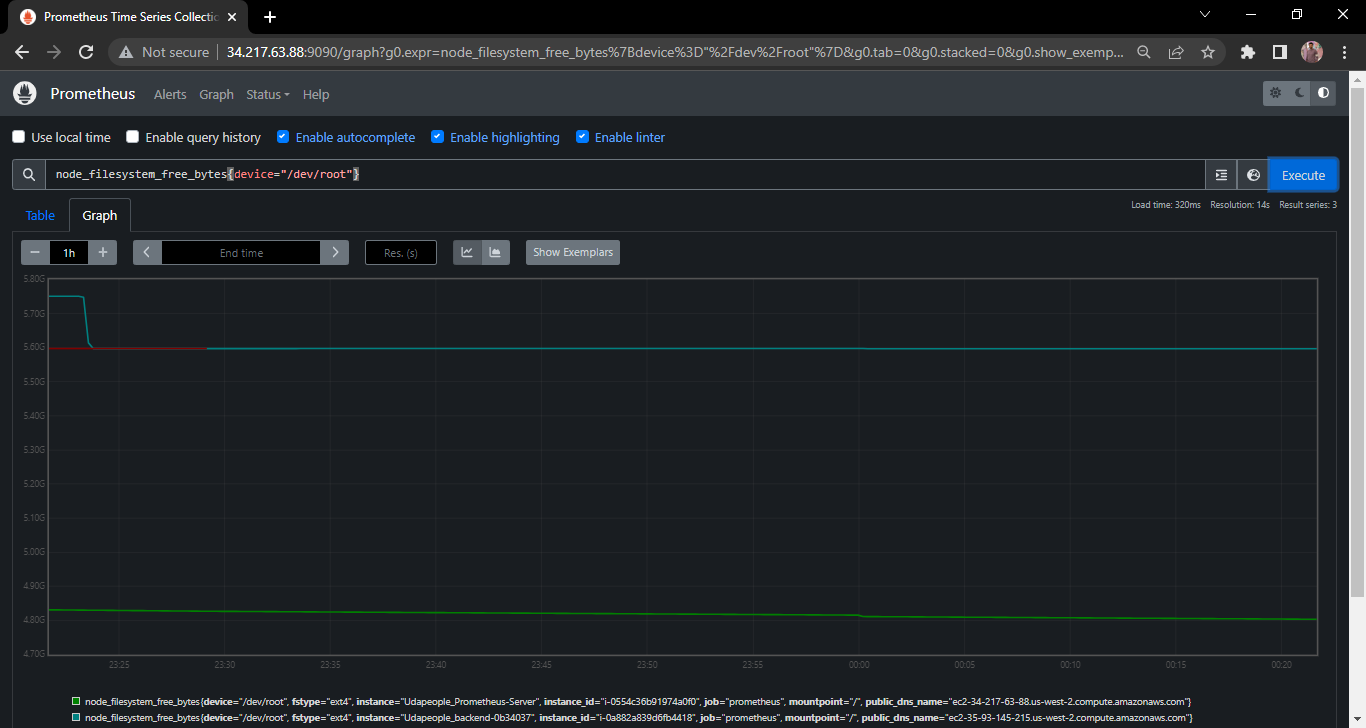 Prometheus Time Series Collectio
Not secure
34.217.63.88:9090/graph?g0.expr=node_filesystem_free_bytes%7Bdevice%3D"%2Fdev%2Froot"%7D&g0.tab=0&g0.stacked=0&g0.show_exemp...
Prometheus Alerts Graph Status Help
Use local time Enable query history Enable autocomplete Enable highlighting Enable linter
node_filesystem_free_bytes{device="/dev/root"} Execute
Load time: 320ms Resolution: 14s Result series: 3
Table Graph
− 1h + End time Res. (s) Show Exemplars
5.80G
5.70G
5.60G
5.50G
5.40G
5.30G
5.20G
5.10G
5.00G
4.90G
4.80G
4.70G
23:25 23:30 23:35 23:40 23:45 23:50 23:55 00:00 00:05 00:10 00:15 00:20
node_filesystem_free_bytes{device="/dev/root", fstype="ext4", instance="Udapeople_Prometheus-Server", instance_id="i-0554c36b91974a0f0", job="prometheus", mountpoint="/", public_dns_name="ec2-34-217-63-88.us-west-2.compute.amazonaws.com"}
node_filesystem_free_bytes{device="/dev/root", fstype="ext4", instance="Udapeople_backend-0b34037", instance_id="i-0a882a839d6fb4418", job="prometheus", mountpoint="/", public_dns_name="ec2-35-93-145-215.us-west-2.compute.amazonaws.com"}